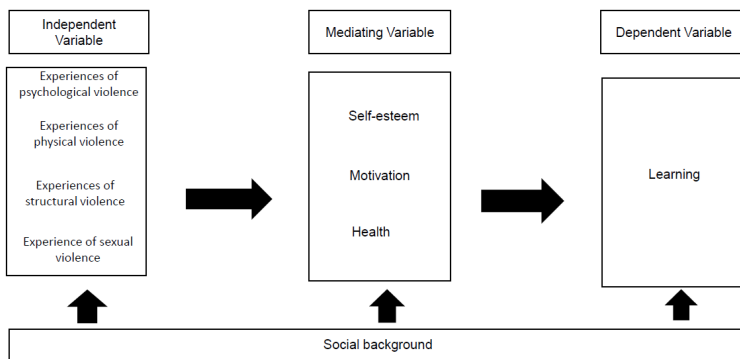 Independent
Variable
Mediating Variable
Dependent Variable
Experiences of
psychological violence
Experiences of
physical violence
Experiences of
structural violence
Experience of sexual
violence
Self-esteem
Motivation
Health
Learning
Social background